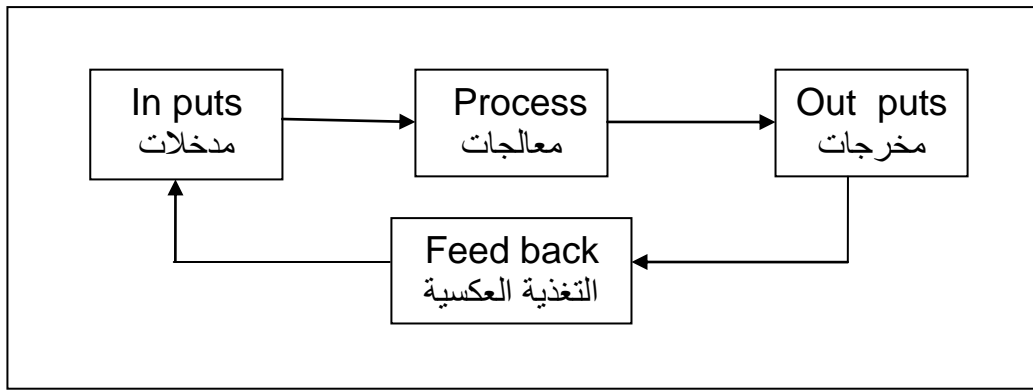 In puts
مدخلات
Process
معالجات
Out puts
مخرجات
Feed back
التغذية العكسية